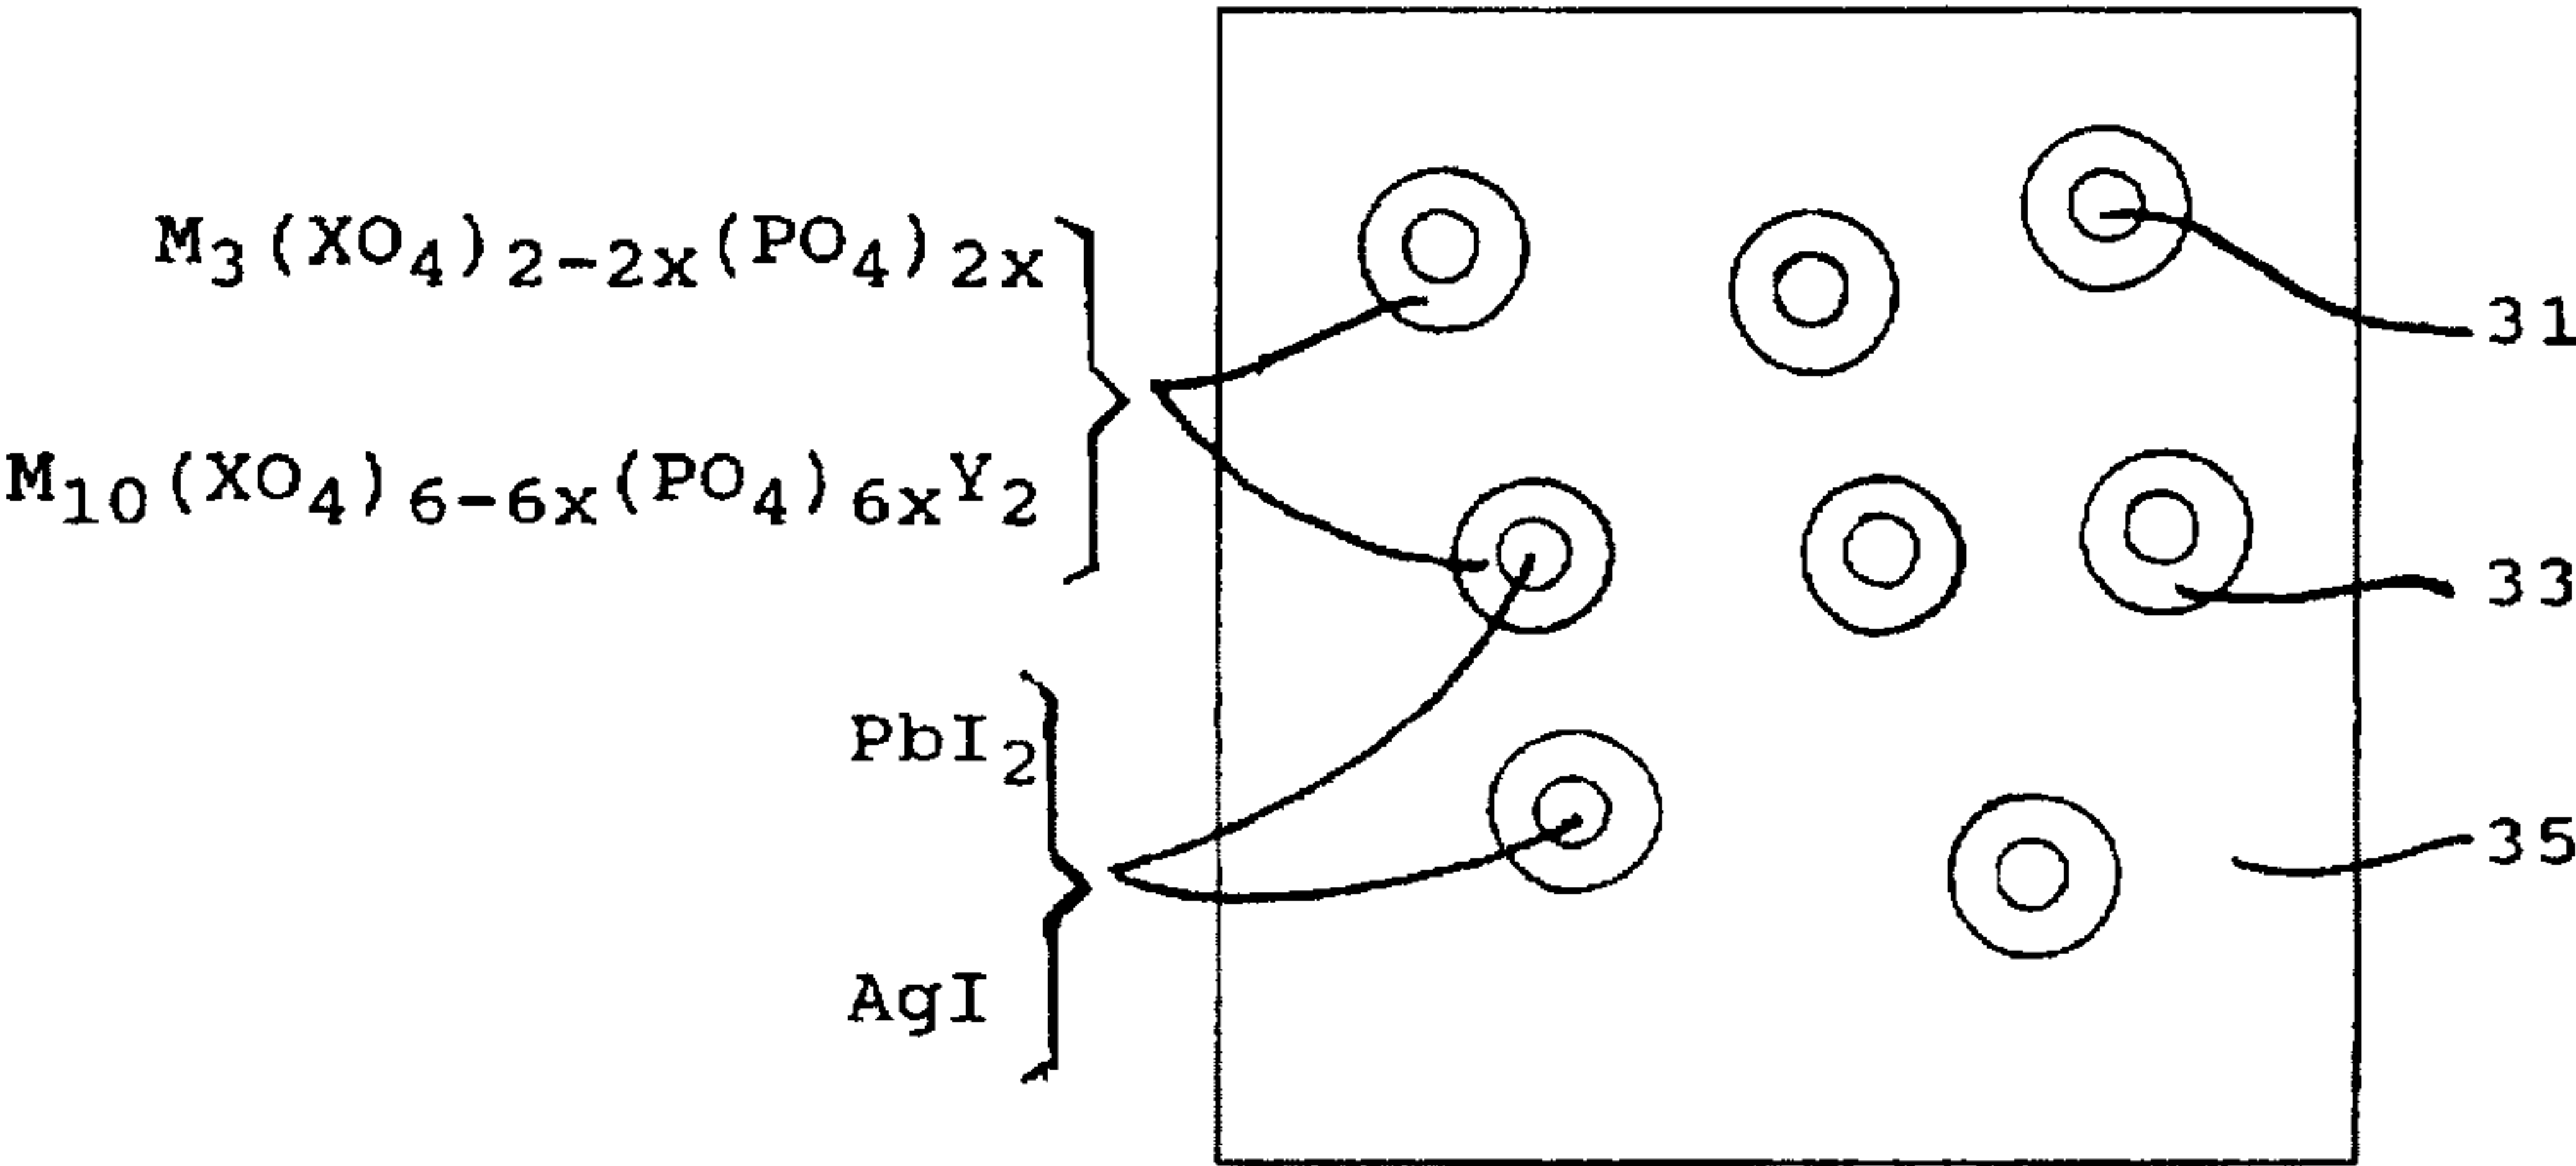 M₃(XO₄)₂₋₂ₓ(PO₄)₂ₓ
31
M₁₀(XO₄)₆₋₆ₓ(PO₄)₆ₓY₂
33
PbI₂
35
AgI